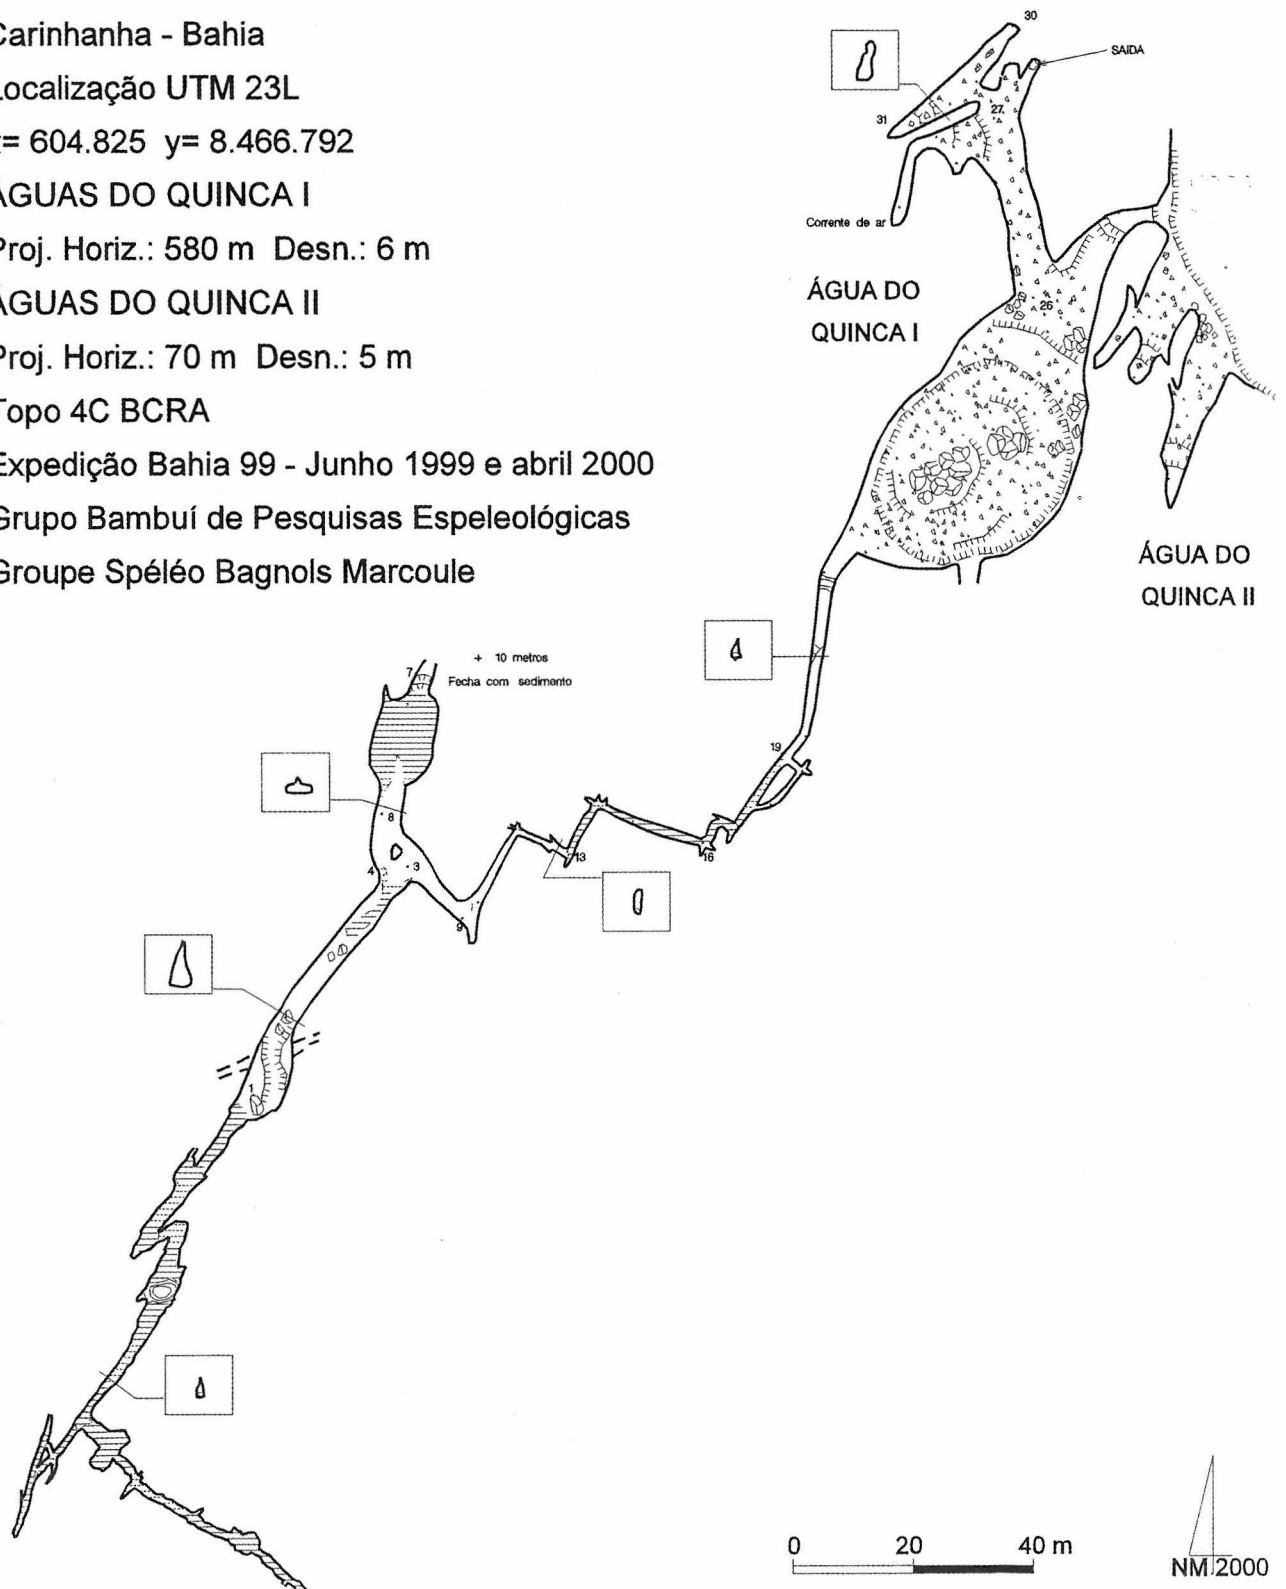 Carinhanha - Bahia
Localização UTM 23L
x= 604.825 y= 8.466.792
ÁGUAS DO QUINCA I
Proj. Horiz.: 580 m Desn.: 6 m
ÁGUAS DO QUINCA II
Proj. Horiz.: 70 m Desn.: 5 m
Topo 4C BCRA
Expedição Bahia 99 - Junho 1999 e abril 2000
Grupo Bambuí de Pesquisas Espeleológicas
Groupe Spéléo Bagnols Marcoule
30
SAIDA
27
31
Corrente de ar
ÁGUA DO
QUINCA I
26
ÁGUA DO
QUINCA II
+ 10 metros
Fecha com sedimento
7
19
8
13
16
4
3
9
1
0 20 40 m
NM 2000